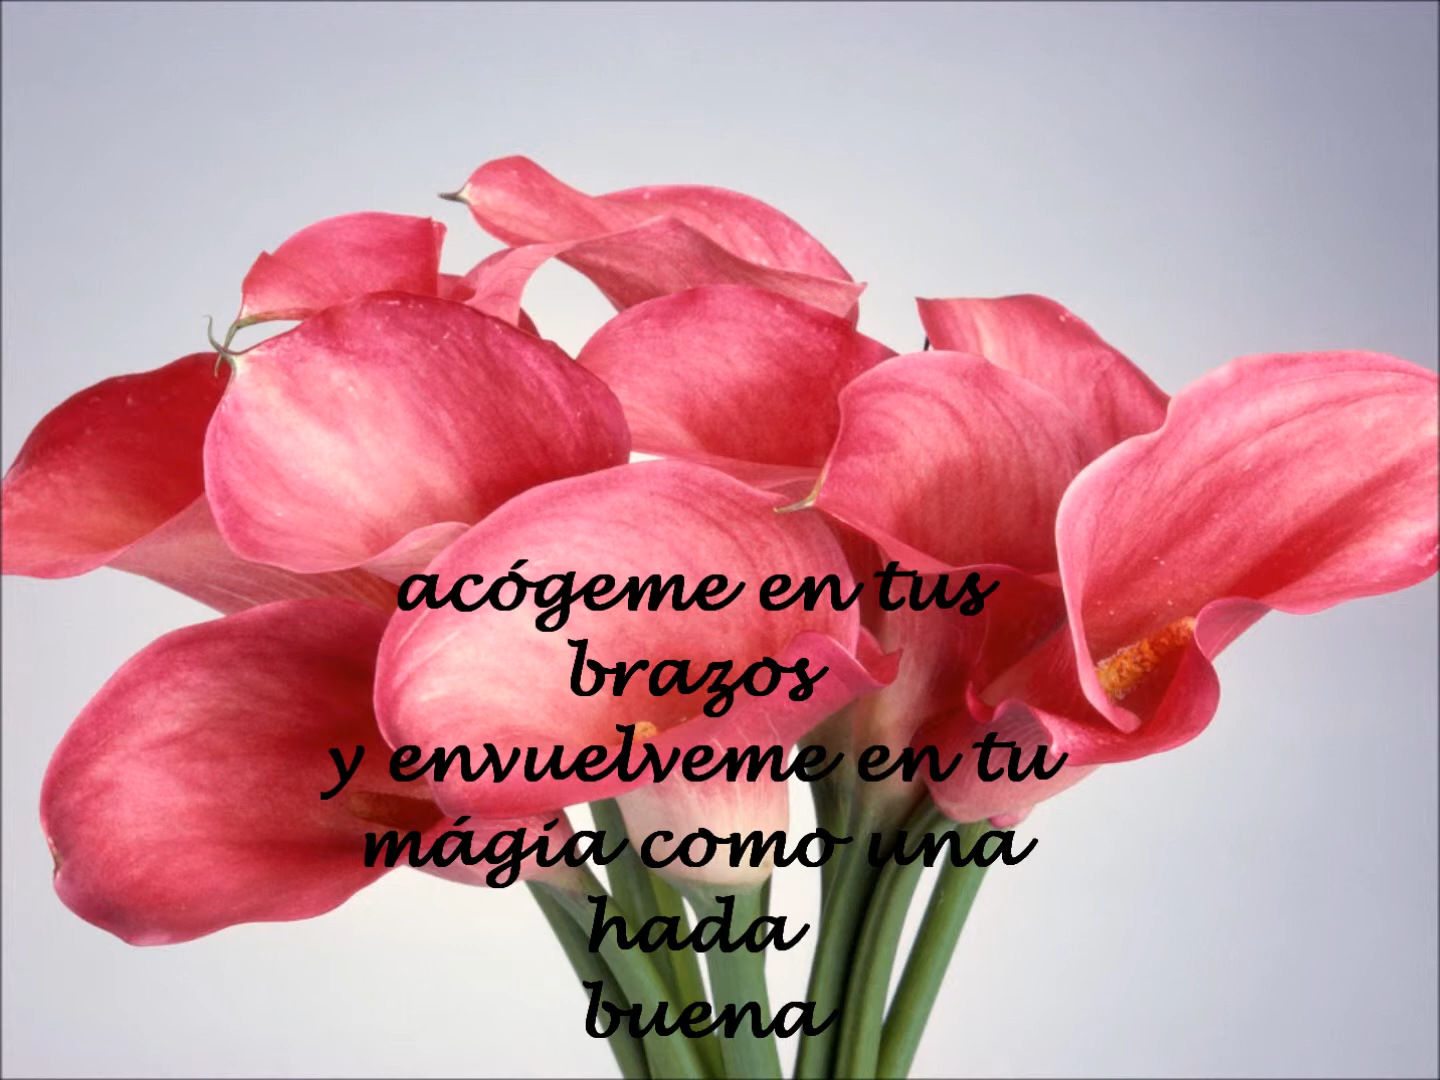 acógeme en tus
brazos
y envuelveme en tu
mágia como una
hada
buena